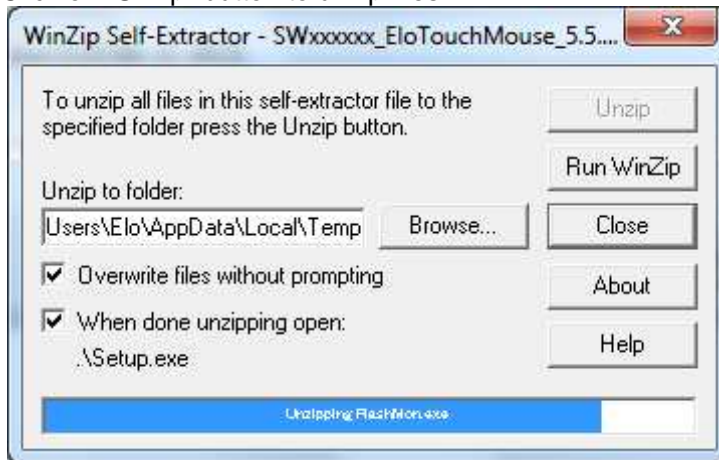 WinZip Self-Extractor - SWxxxxxx_EloTouchMouse_5.5....
To unzip all files in this self-extractor file to the
specified folder press the Unzip button.
Unzip
Run WinZip
Unzip to folder:
Users\Elo\AppData\Local\Temp
Browse...
Close
Overwrite files without prompting
About
When done unzipping open:
.\Setup.exe
Help
Unzipping FlashMon.exe